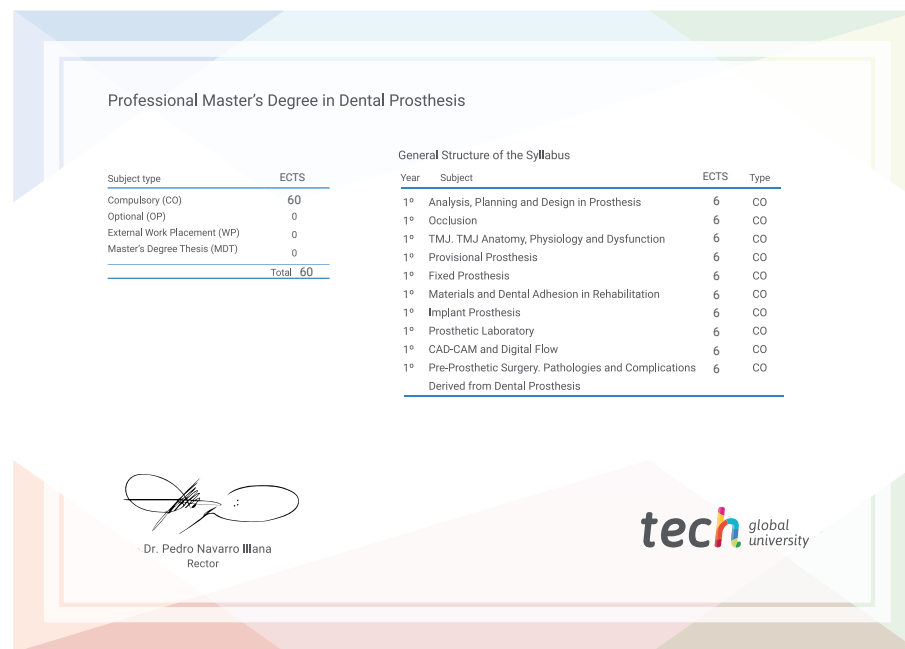 Professional Master's Degree in Dental Prosthesis
General Structure of the Syllabus
Subject type ECTS
Compulsory (CO) 60
Optional (OP) 0
External Work Placement (WP) 0
Master's Degree Thesis (MDT) 0
Total 60
Year Subject ECTS Type
1º Analysis, Planning and Design in Prosthesis 6 CO
1º Occlusion 6 CO
1º TMJ. TMJ Anatomy, Physiology and Dysfunction 6 CO
1º Provisional Prosthesis 6 CO
1º Fixed Prosthesis 6 CO
1º Materials and Dental Adhesion in Rehabilitation 6 CO
1º Implant Prosthesis 6 CO
1º Prosthetic Laboratory 6 CO
1º CAD-CAM and Digital Flow 6 CO
1º Pre-Prosthetic Surgery. Pathologies and Complications 6 CO
Derived from Dental Prosthesis
Dr. Pedro Navarro Illana
Rector
tech global
university